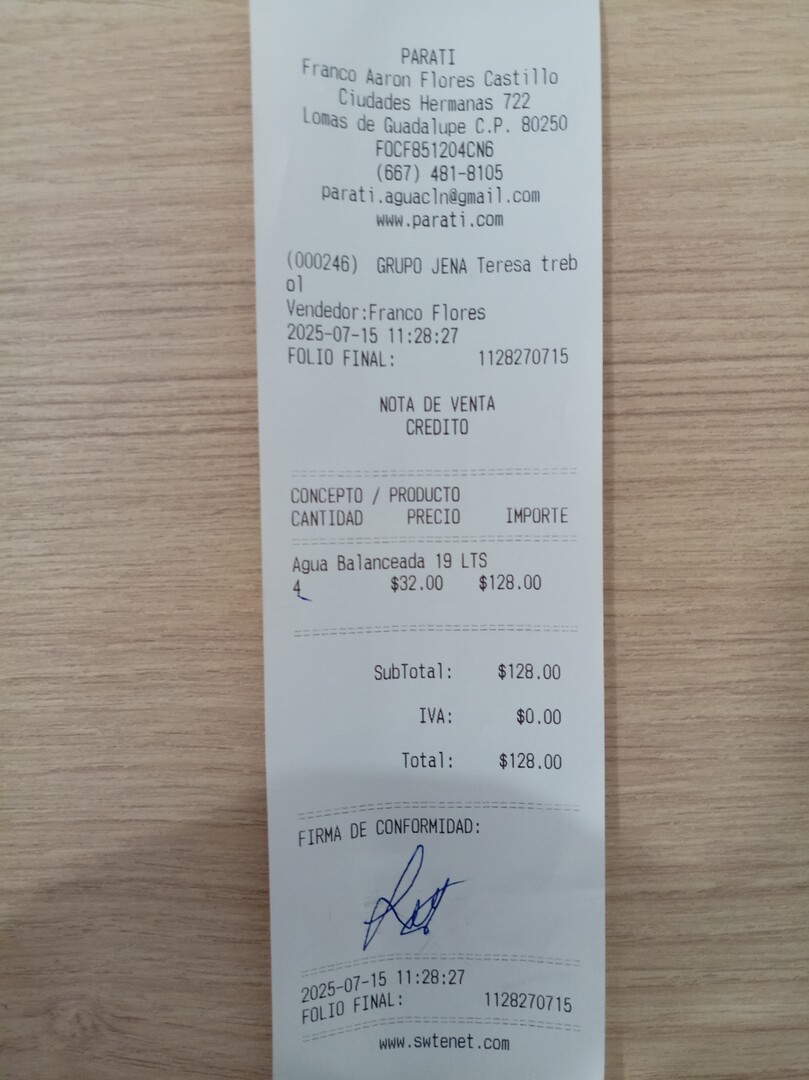 PARATI
Franco Aaron Flores Castillo
Ciudades Hermanas 722
Lomas de Guadalupe C.P. 80250
FOCF851204CN6
(667) 481-8105
parati.aguacln@gmail.com
www.parati.com
(000246) GRUPO JENA Teresa treb
ol
Vendedor:Franco Flores
2025-07-15 11:28:27
FOLIO FINAL: 1128270715
NOTA DE VENTA
CREDITO
CONCEPTO / PRODUCTO
CANTIDAD PRECIO IMPORTE
Agua Balanceada 19 LTS
4 $32.00 $128.00
SubTotal: $128.00
IVA: $0.00
Total: $128.00
FIRMA DE CONFORMIDAD:
2025-07-15 11:28:27
FOLIO FINAL: 1128270715
www.swtenet.com